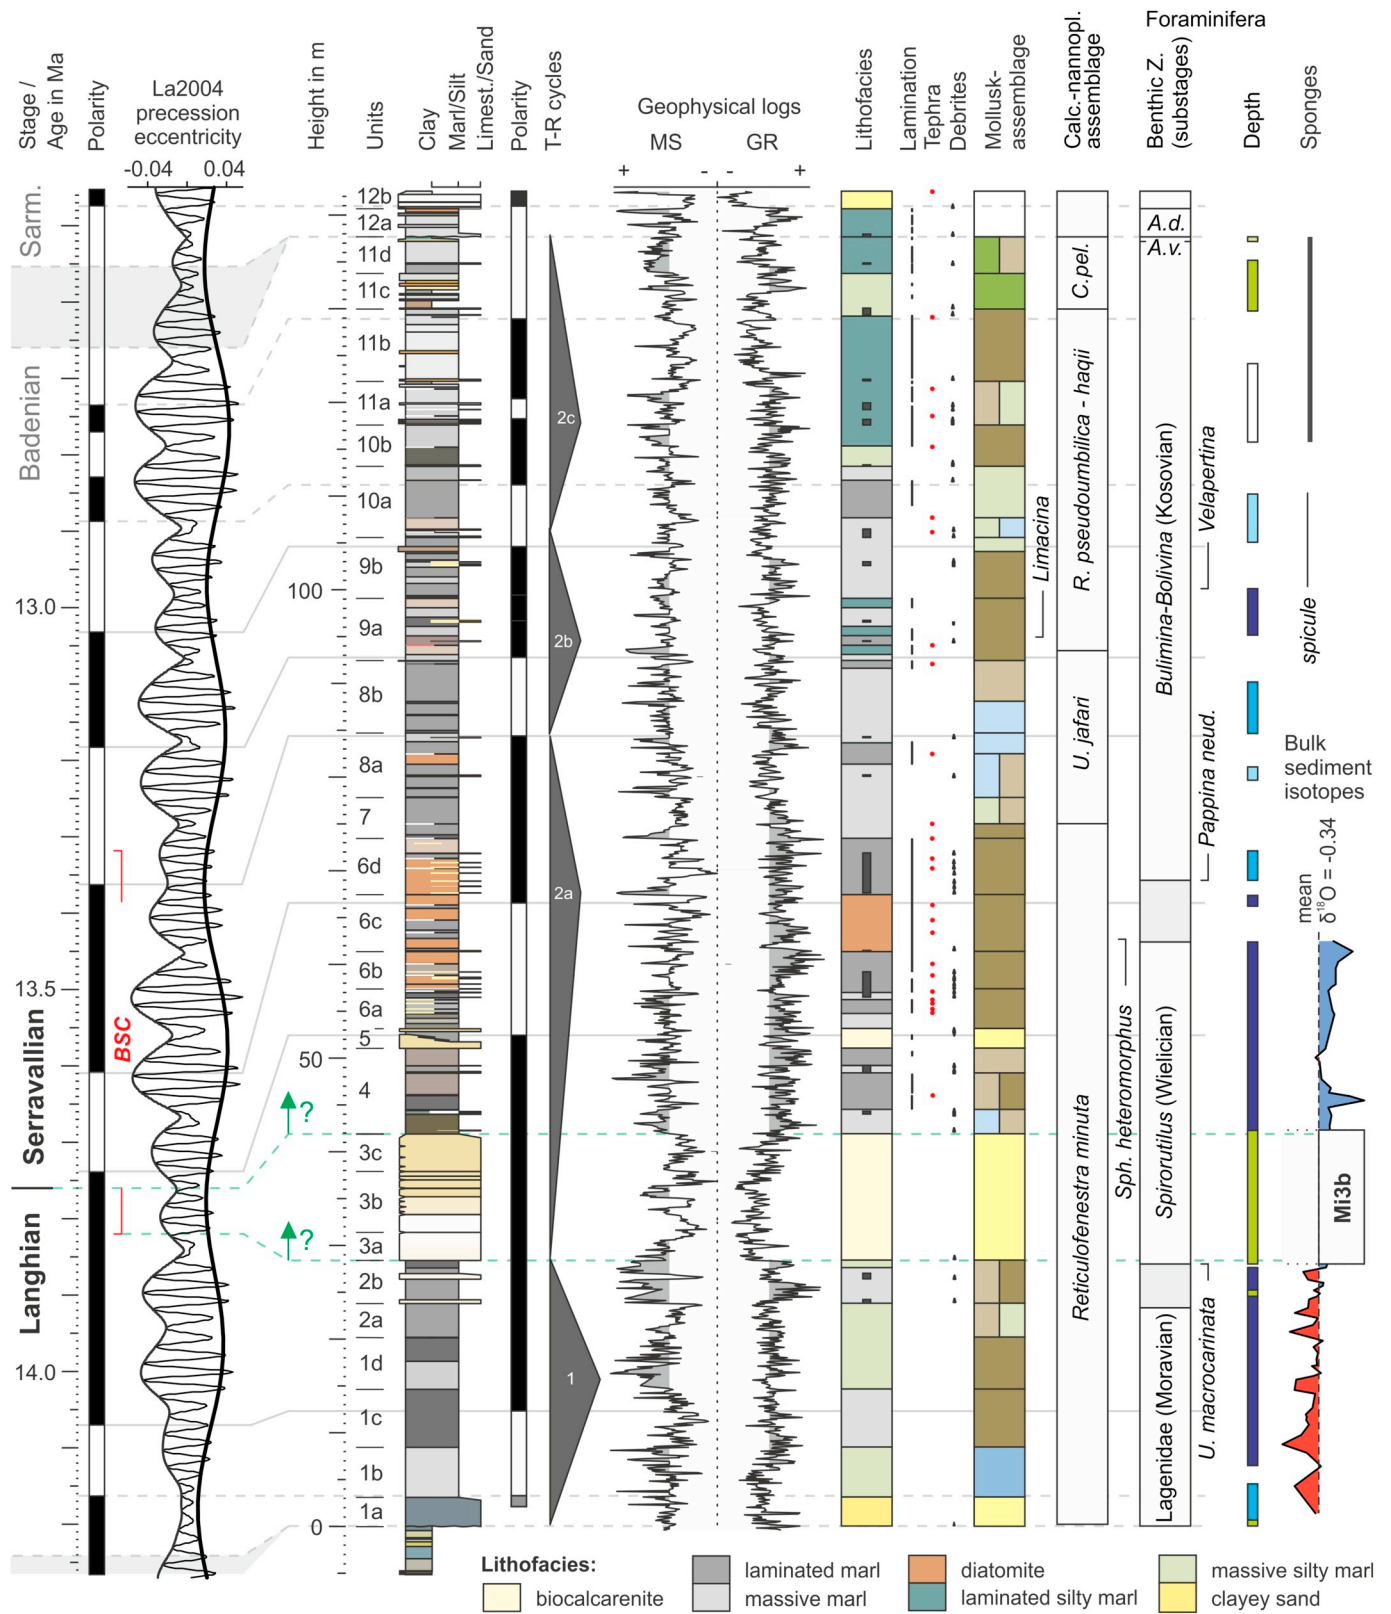 Foraminifera
Stage /
Age in Ma
Polarity
La2004
precession
eccentricity
-0.04 0.04
Height in m
Units
Clay
Marl/Silt
Limest./Sand
Polarity
T-R cycles
Geophysical logs
MS GR
+ - - +
Lithofacies
Lamination
Tephra
Debrites
Mollusk-
assemblage
Calc.-nannopl.
assemblage
Benthic Z.
(substages)
Depth
Sponges
Sarm.
Badenian
13.0
13.5
Serravallian
Langhian
14.0
BSC
?
?
100
50
0
12b
12a
11d
11c
11b
11a
10b
10a
9b
9a
8b
8a
7
6d
6c
6b
6a
5
4
3c
3b
3a
2b
2a
1d
1c
1b
1a
2c
2b
2a
1
C.pel.
R. pseudoumbilica - haqii
Limacina
U. jafari
Reticulofenestra minuta
Sph. heteromorphus
A.d.
A.v.
Bulimina-Bolivina (Kosovian)
Velapertina
Pappina neud.
Spirorutilus (Wielician)
Lagenidae (Moravian)
U. macrocarinata
spicule
Bulk
sediment
isotopes
mean
δ18O = -0.34
Mi3b
Lithofacies:
biocalcarenite
laminated marl
massive marl
diatomite
laminated silty marl
massive silty marl
clayey sand